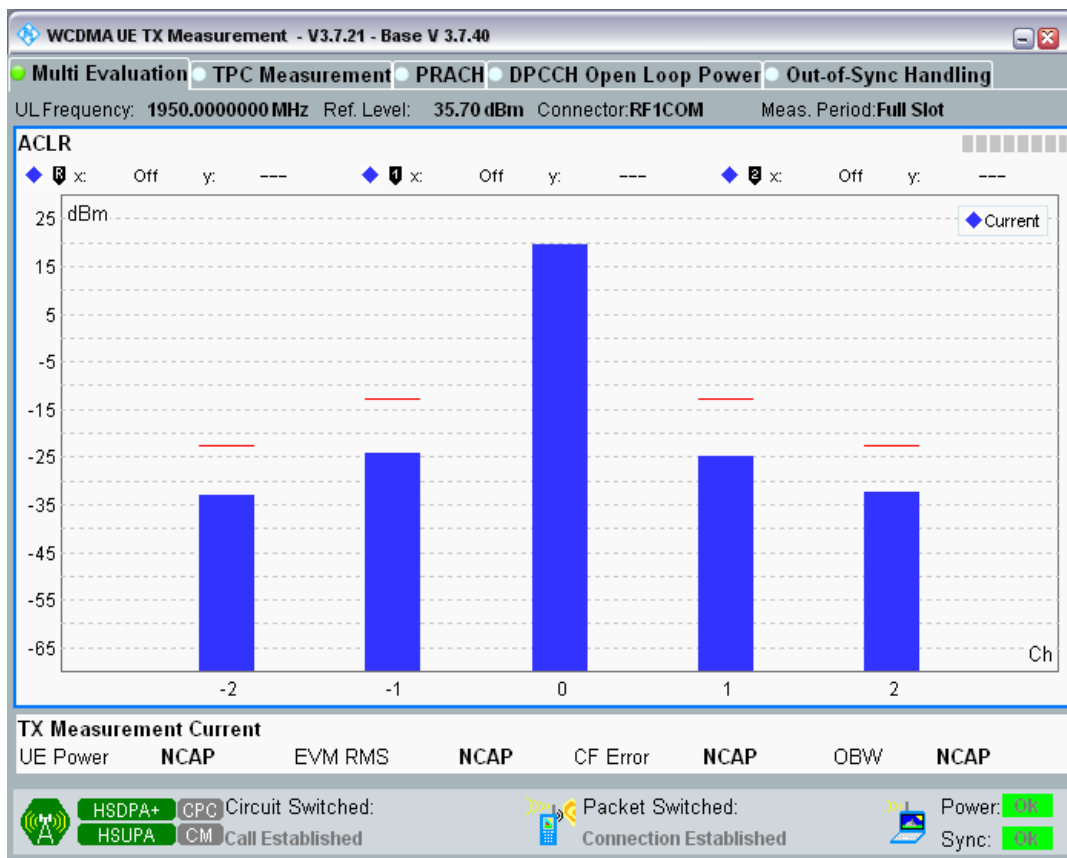 WCDMA UE TX Measurement - V3.7.21 - Base V 3.7.40
Multi Evaluation TPC Measurement PRACH DPCCH Open Loop Power Out-of-Sync Handling
UL Frequency: 1950.0000000 MHz Ref. Level: 35.70 dBm Connector:RF1COM Meas. Period:Full Slot
ACLR
R x: Off y: --- 1 x: Off y: --- 2 x: Off y: ---
dBm
Current
25
15
5
-5
-15
-25
-35
-45
-55
-65
Ch
-2 -1 0 1 2
TX Measurement Current
UE Power NCAP EVM RMS NCAP CF Error NCAP OBW NCAP
HSDPA+ CPC Circuit Switched: Packet Switched: Power: Ok
HSUPA CM Call Established Connection Established Sync: Ok